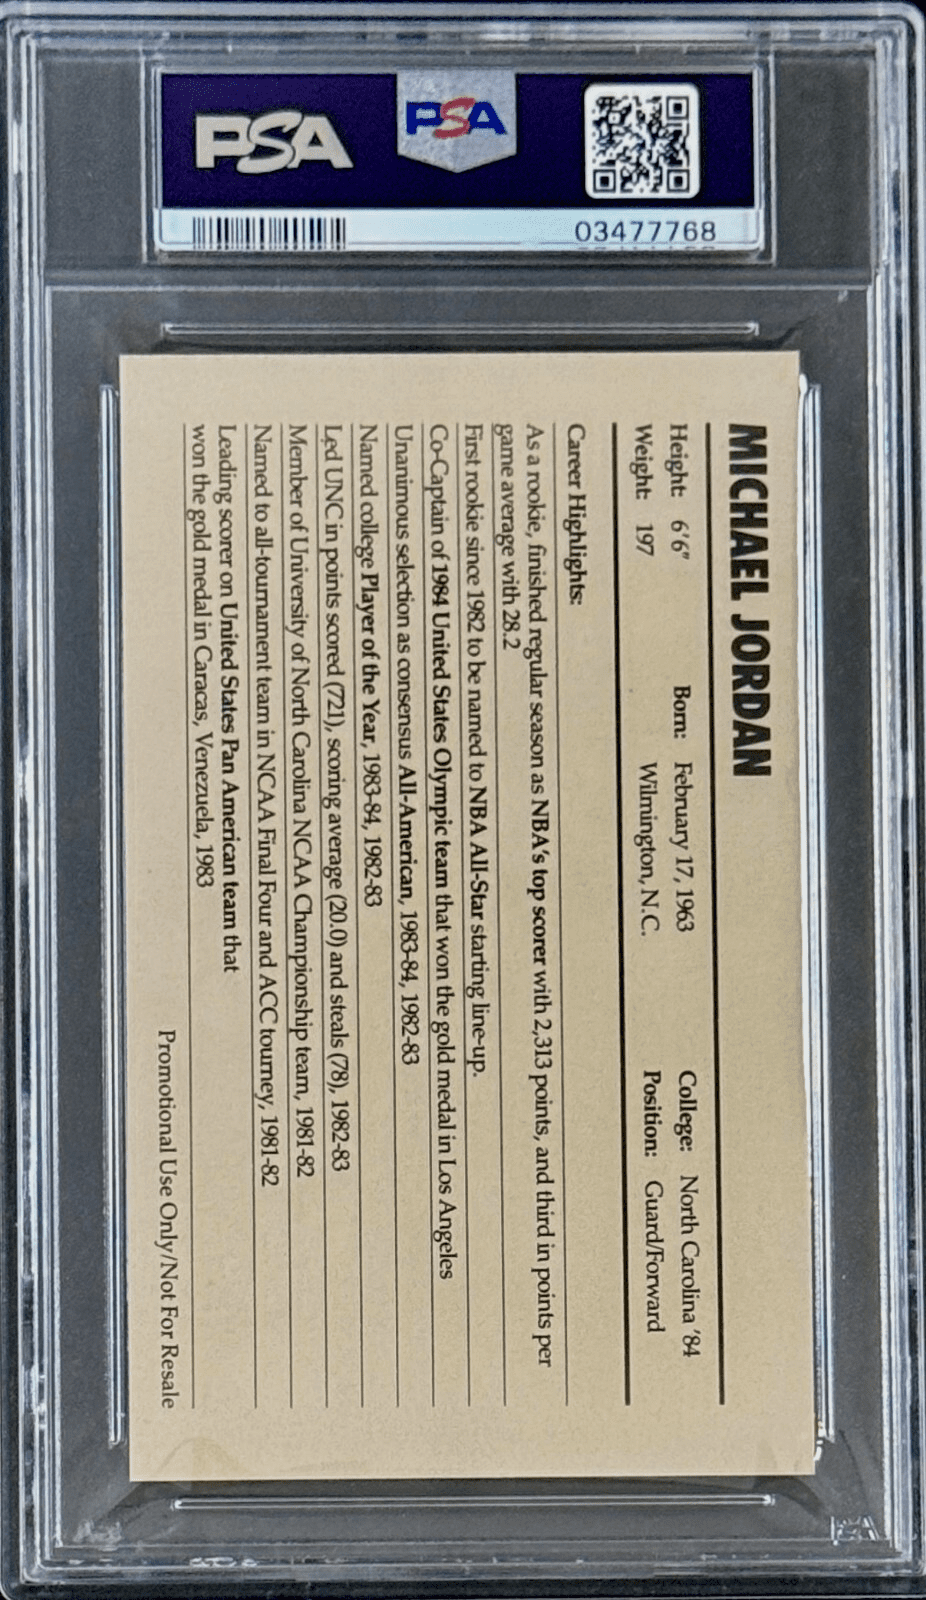 PSA
PSA
03477768
MICHAEL JORDAN
Height: 6'6" Born: February 17, 1963 College: North Carolina '84
Weight: 197 Wilmington, N.C. Position: Guard/Forward
Career Highlights:
As a rookie, finished regular season as NBA's top scorer with 2,313 points, and third in points per
game average with 28.2
First rookie since 1982 to be named to NBA All-Star starting line-up.
Co-Captain of 1984 United States Olympic team that won the gold medal in Los Angeles
Unanimous selection as consensus All-American, 1983-84, 1982-83
Named college Player of the Year, 1983-84, 1982-83
Led UNC in points scored (721), scoring average (20.0) and steals (78), 1982-83
Member of University of North Carolina NCAA Championship team, 1981-82
Named to all-tournament team in NCAA Final Four and ACC tourney, 1981-82
Leading scorer on United States Pan American team that
won the gold medal in Caracas, Venezuela, 1983
Promotional Use Only/Not For Resale